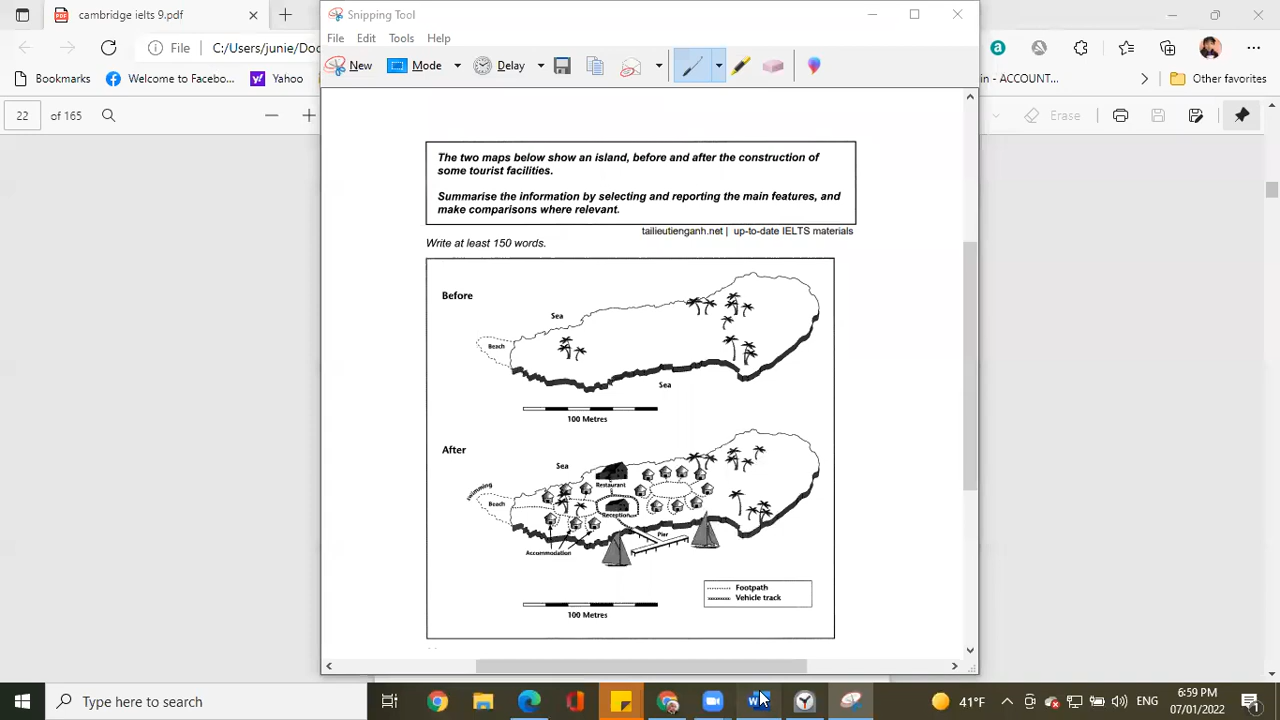 cambridge ielts 9.pdf
Snipping Tool
File Edit Tools Help
File C:/Users/junie/Doc
New Mode Delay
Bookmarks Welcome to Facebo... Yahoo
in - ACCOUNT... Other favorites
22 of 165
Erase
The two maps below show an island, before and after the construction of
some tourist facilities.
Summarise the information by selecting and reporting the main features, and
make comparisons where relevant.
tailieutienganh.net | up-to-date IELTS materials
Write at least 150 words.
Before
Sea
Beach
Sea
100 Metres
After
Sea
swimming
Restaurant
Beach
Reception
Pier
Accommodation
Footpath
Vehicle track
100 Metres
Type here to search
41°F
ENG
6:59 PM
07/01/2022